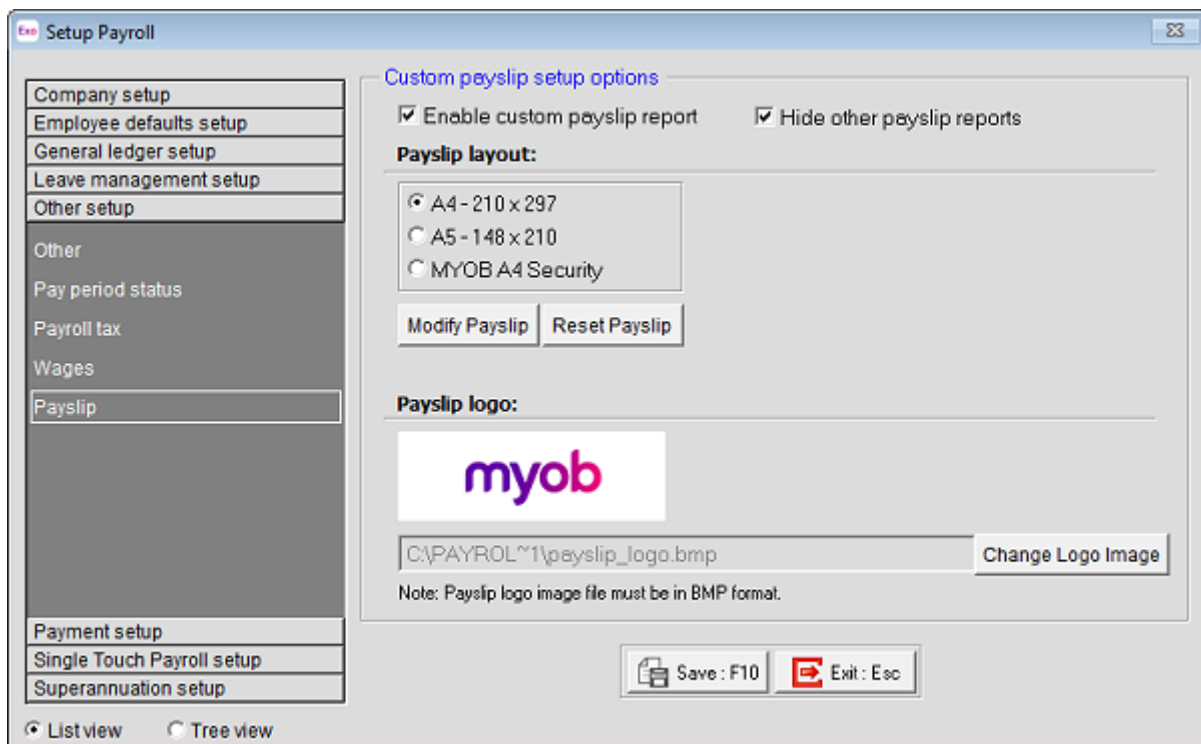 Exo Setup Payroll
Company setup
Employee defaults setup
General ledger setup
Leave management setup
Other setup
Other
Pay period status
Payroll tax
Wages
Payslip
Payment setup
Single Touch Payroll setup
Superannuation setup
List view Tree view
Custom payslip setup options
Enable custom payslip report Hide other payslip reports
Payslip layout:
A4 - 210 x 297
A5 - 148 x 210
MYOB A4 Security
Modify Payslip Reset Payslip
Payslip logo:
myob
C:\PAYROL~1\payslip_logo.bmp Change Logo Image
Note: Payslip logo image file must be in BMP format.
Save : F10 Exit : Esc